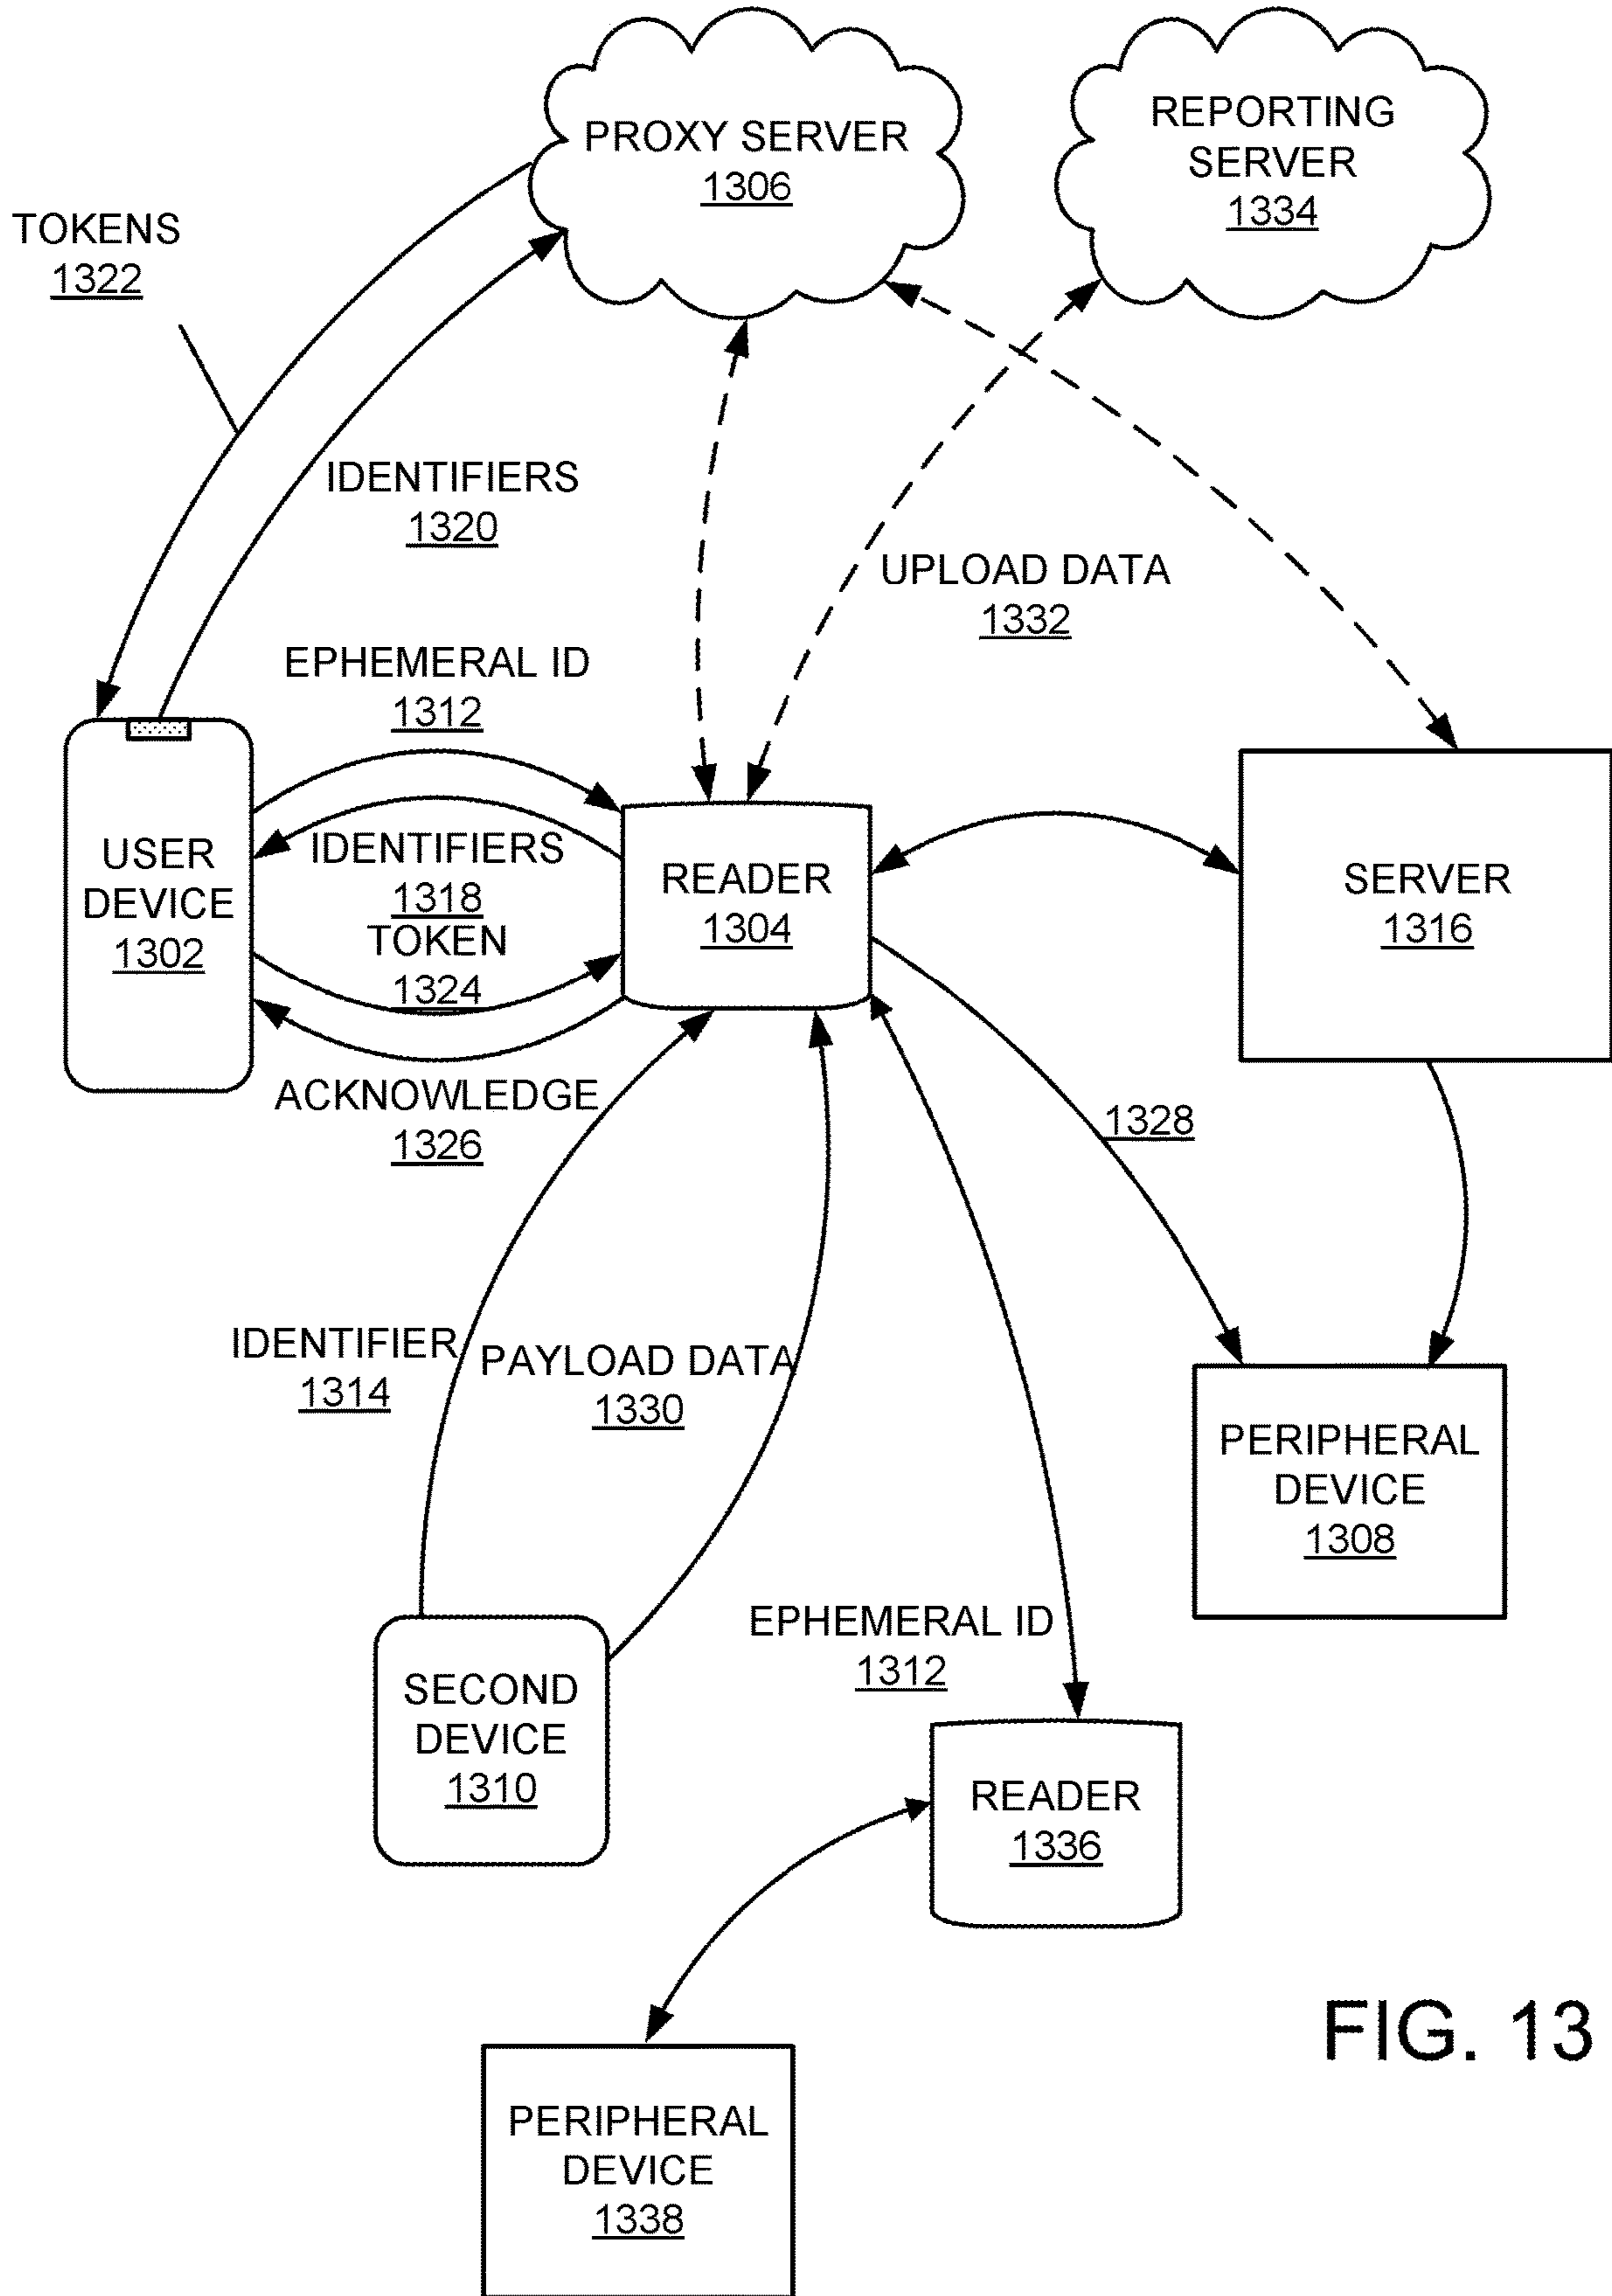 PROXY SERVER
1306
REPORTING
SERVER
1334
TOKENS
1322
IDENTIFIERS
1320
UPLOAD DATA
1332
EPHEMERAL ID
1312
USER
DEVICE
1302
IDENTIFIERS
1318
TOKEN
1324
READER
1304
SERVER
1316
ACKNOWLEDGE
1326
1328
IDENTIFIER
1314
PAYLOAD DATA
1330
PERIPHERAL
DEVICE
1308
EPHEMERAL ID
1312
SECOND
DEVICE
1310
READER
1336
FIG. 13
PERIPHERAL
DEVICE
1338